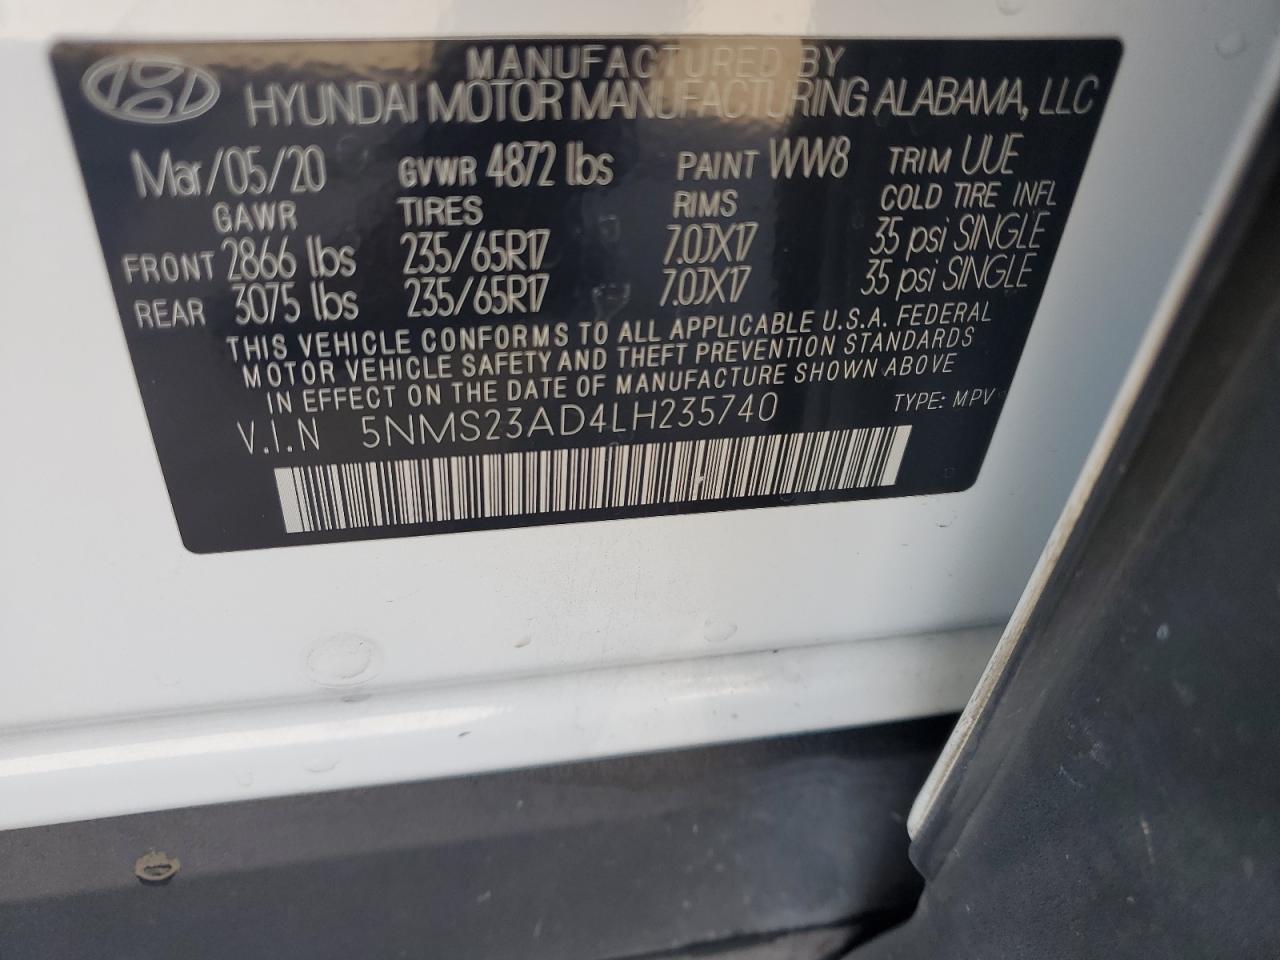 MANUFACTURED BY
HYUNDAI MOTOR MANUFACTURING ALABAMA, LLC
Mar/05/20 GVWR 4872 lbs PAINT WW8 TRIM UUE
GAWR TIRES RIMS COLD TIRE INFL
FRONT 2866 lbs 235/65R17 7.0JX17 35 psi SINGLE
REAR 3075 lbs 235/65R17 7.0JX17 35 psi SINGLE
THIS VEHICLE CONFORMS TO ALL APPLICABLE U.S.A. FEDERAL
MOTOR VEHICLE SAFETY AND THEFT PREVENTION STANDARDS
IN EFFECT ON THE DATE OF MANUFACTURE SHOWN ABOVE
V.I.N 5NMS23AD4LH235740 TYPE: MPV